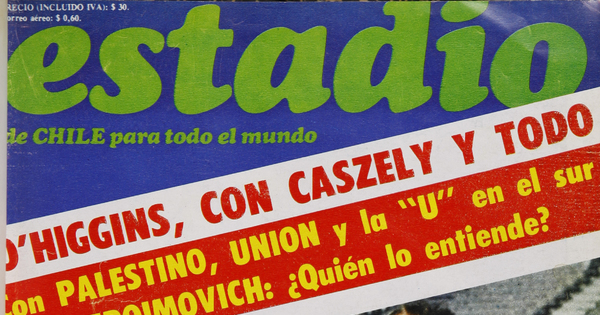 PRECIO (INCLUIDO IVA): $ 30.
Correo aéreo: $ 0,60.
estadio
de CHILE para todo el mundo
O'HIGGINS, CON CASZELY Y TODO
Con PALESTINO, UNION y la "U" en el sur
: ¿Quién lo entiende?